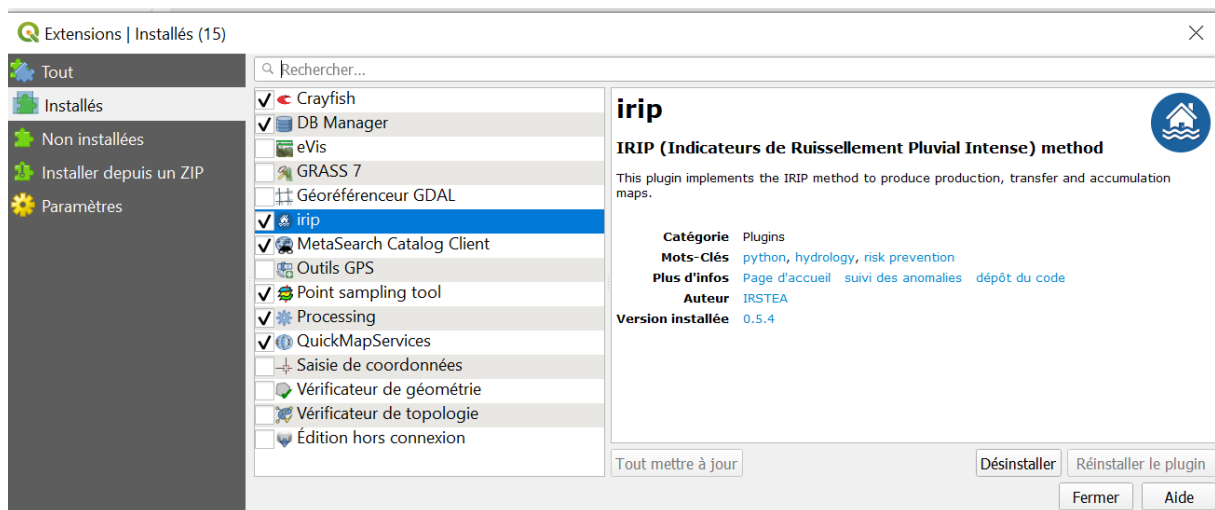 Extensions | Installés (15)
Tout
Installés
Non installées
Installer depuis un ZIP
Paramètres
Rechercher...
Crayfish
DB Manager
eVis
GRASS 7
Géoréférenceur GDAL
irip
MetaSearch Catalog Client
Outils GPS
Point sampling tool
Processing
QuickMapServices
Saisie de coordonnées
Vérificateur de géométrie
Vérificateur de topologie
Édition hors connexion
irip
IRIP (Indicateurs de Ruissellement Pluvial Intense) method
This plugin implements the IRIP method to produce production, transfer and accumulation
maps.
Catégorie Plugins
Mots-Clés python, hydrology, risk prevention
Plus d'infos Page d'accueil suivi des anomalies dépôt du code
Auteur IRSTEA
Version installée 0.5.4
Tout mettre à jour Désinstaller Réinstaller le plugin
Fermer Aide